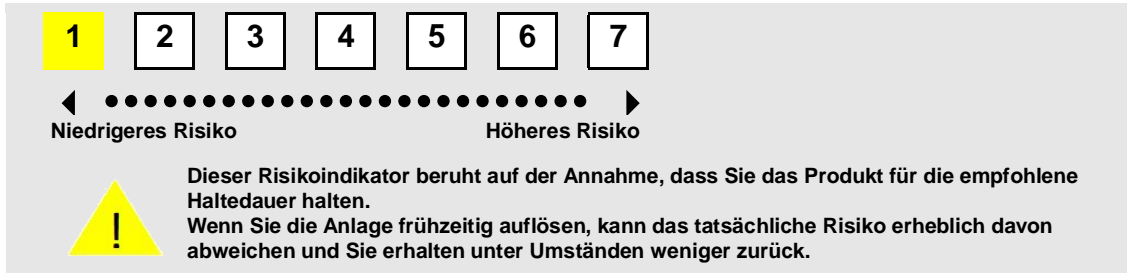 1 2 3 4 5 6 7
Niedrigeres Risiko Höheres Risiko
Dieser Risikoindikator beruht auf der Annahme, dass Sie das Produkt für die empfohlene
Haltedauer halten.
Wenn Sie die Anlage frühzeitig auflösen, kann das tatsächliche Risiko erheblich davon
abweichen und Sie erhalten unter Umständen weniger zurück.
!